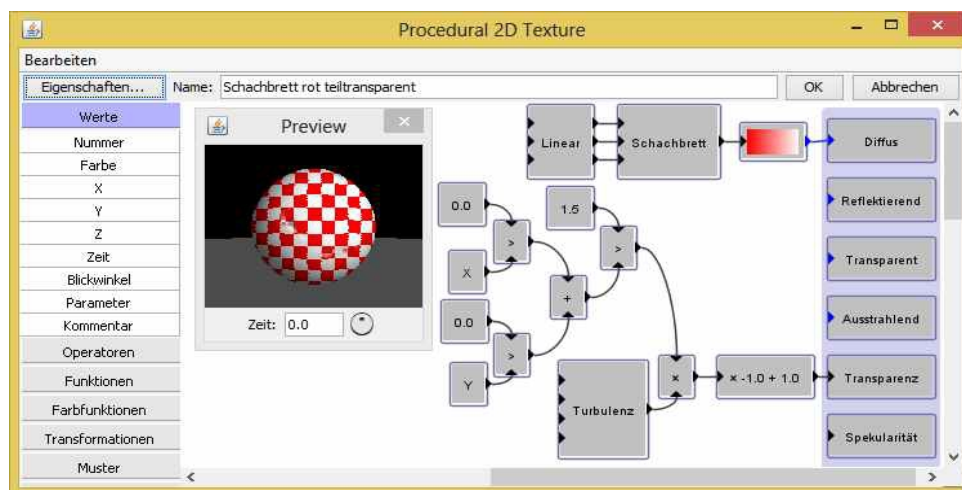 Procedural 2D Texture
Bearbeiten
Eigenschaften... Name: Schachbrett rot teiltransparent OK Abbrechen
Werte
Nummer
Farbe
X
Y
Z
Zeit
Blickwinkel
Parameter
Kommentar
Operatoren
Funktionen
Farbfunktionen
Transformationen
Muster
Preview
Zeit: 0.0
Linear
Schachbrett
0.0
1.5
>
>
X
+
0.0
>
Y
Turbulenz
×
× -1.0 + 1.0
Diffus
Reflektierend
Transparent
Ausstrahlend
Transparenz
Spekularität